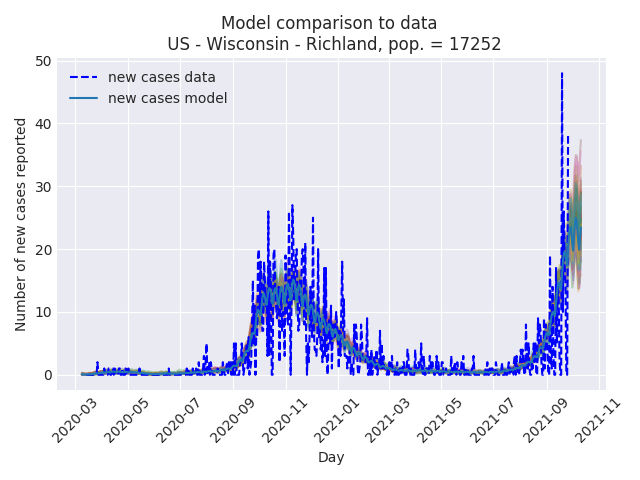 Model comparison to data
US - Wisconsin - Richland, pop. = 17252
new cases data
new cases model
Number of new cases reported
50
40
30
20
10
0
2020-03
2020-05
2020-07
2020-09
2020-11
2021-01
2021-03
2021-05
2021-07
2021-09
2021-11
Day